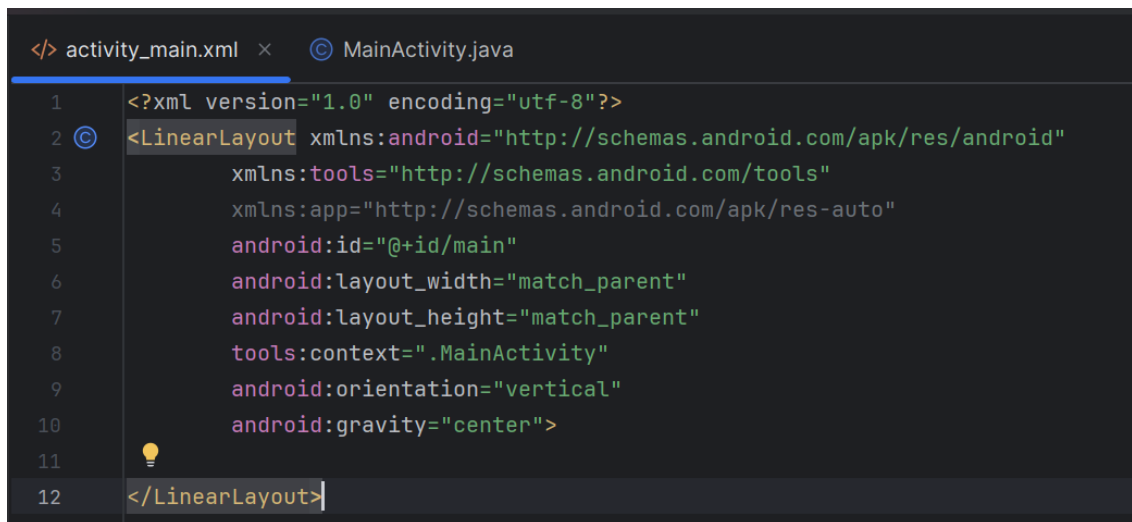 </> activity_main.xml × © MainActivity.java
1 <?xml version="1.0" encoding="utf-8"?>
2 © <LinearLayout xmlns:android="http://schemas.android.com/apk/res/android"
3 xmlns:tools="http://schemas.android.com/tools"
4 xmlns:app="http://schemas.android.com/apk/res-auto"
5 android:id="@+id/main"
6 android:layout_width="match_parent"
7 android:layout_height="match_parent"
8 tools:context=".MainActivity"
9 android:orientation="vertical"
10 android:gravity="center">
11
12 </LinearLayout>